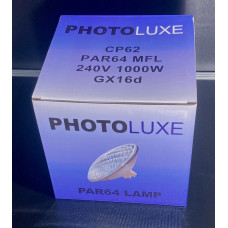 PHOTOLUXE
CP62
PAR64 MFL
240V 1000W
GX16d
PHOTOLUXE
PAR64 LAMP